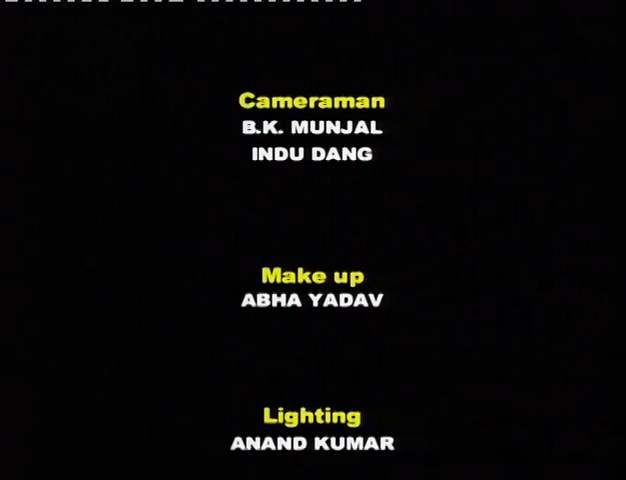 Cameraman
B.K. MUNJAL
INDU DANG
Make up
ABHA YADAV
Lighting
ANAND KUMAR